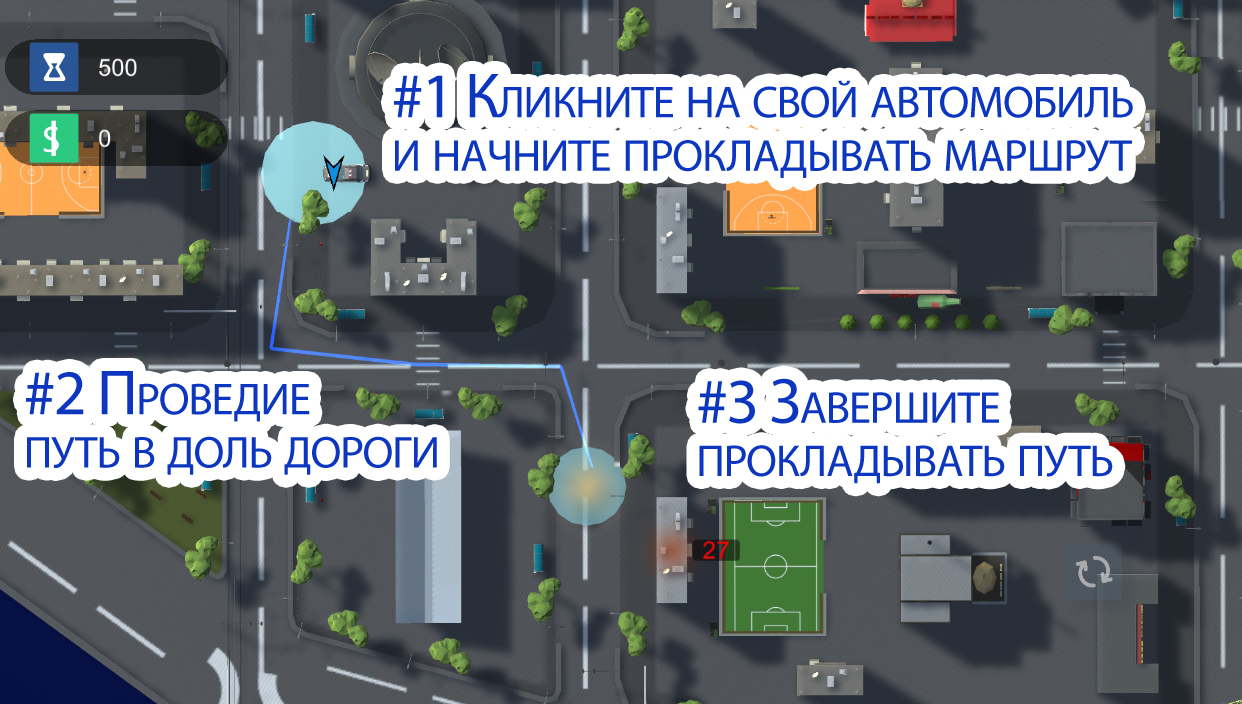 500
0
#1 Кликните на свой автомобиль
и начните прокладывать маршрут
#2 Проведие
путь в доль дороги
#3 Завершите
прокладывать путь
27